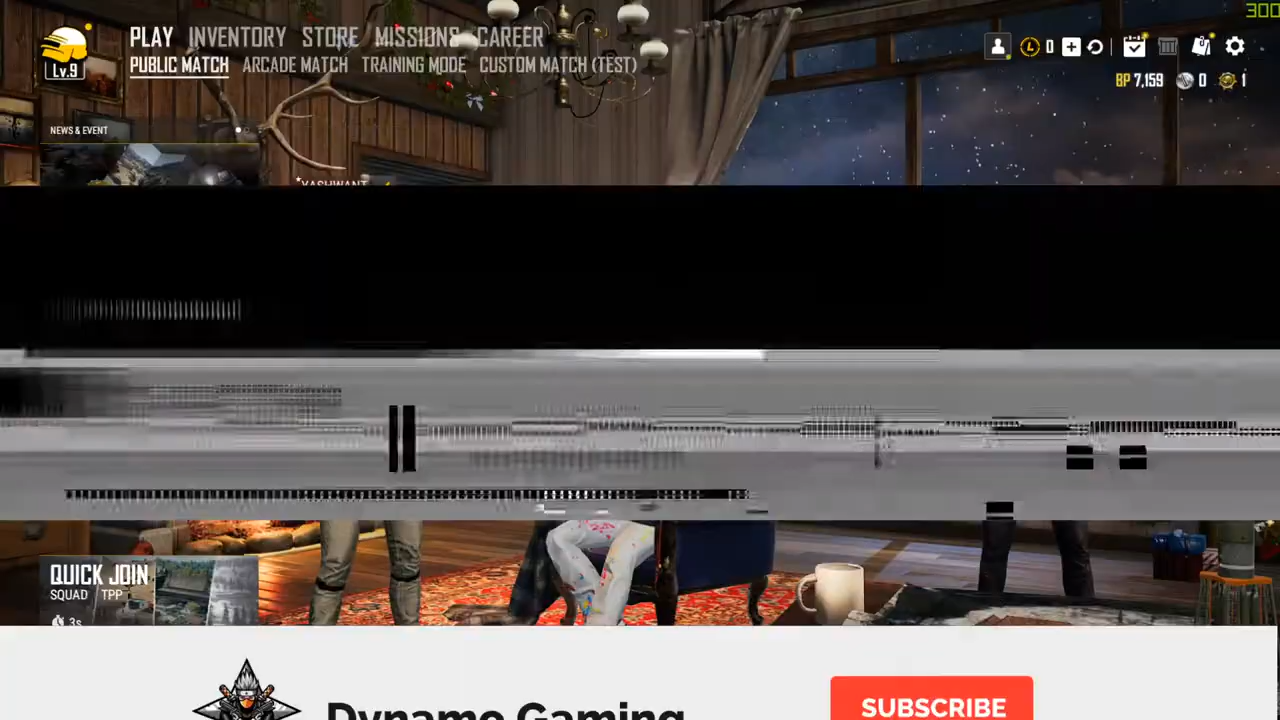 300
PLAY INVENTORY STORE MISSIONS CAREER
L 0
Lv.9
PUBLIC MATCH ARCADE MATCH TRAINING MODE CUSTOM MATCH (TEST)
BP 7,159 0 1
NEWS & EVENT
YASHWANT
QUICK JOIN
SQUAD TPP
3s
Dynamo Gaming
SUBSCRIBE